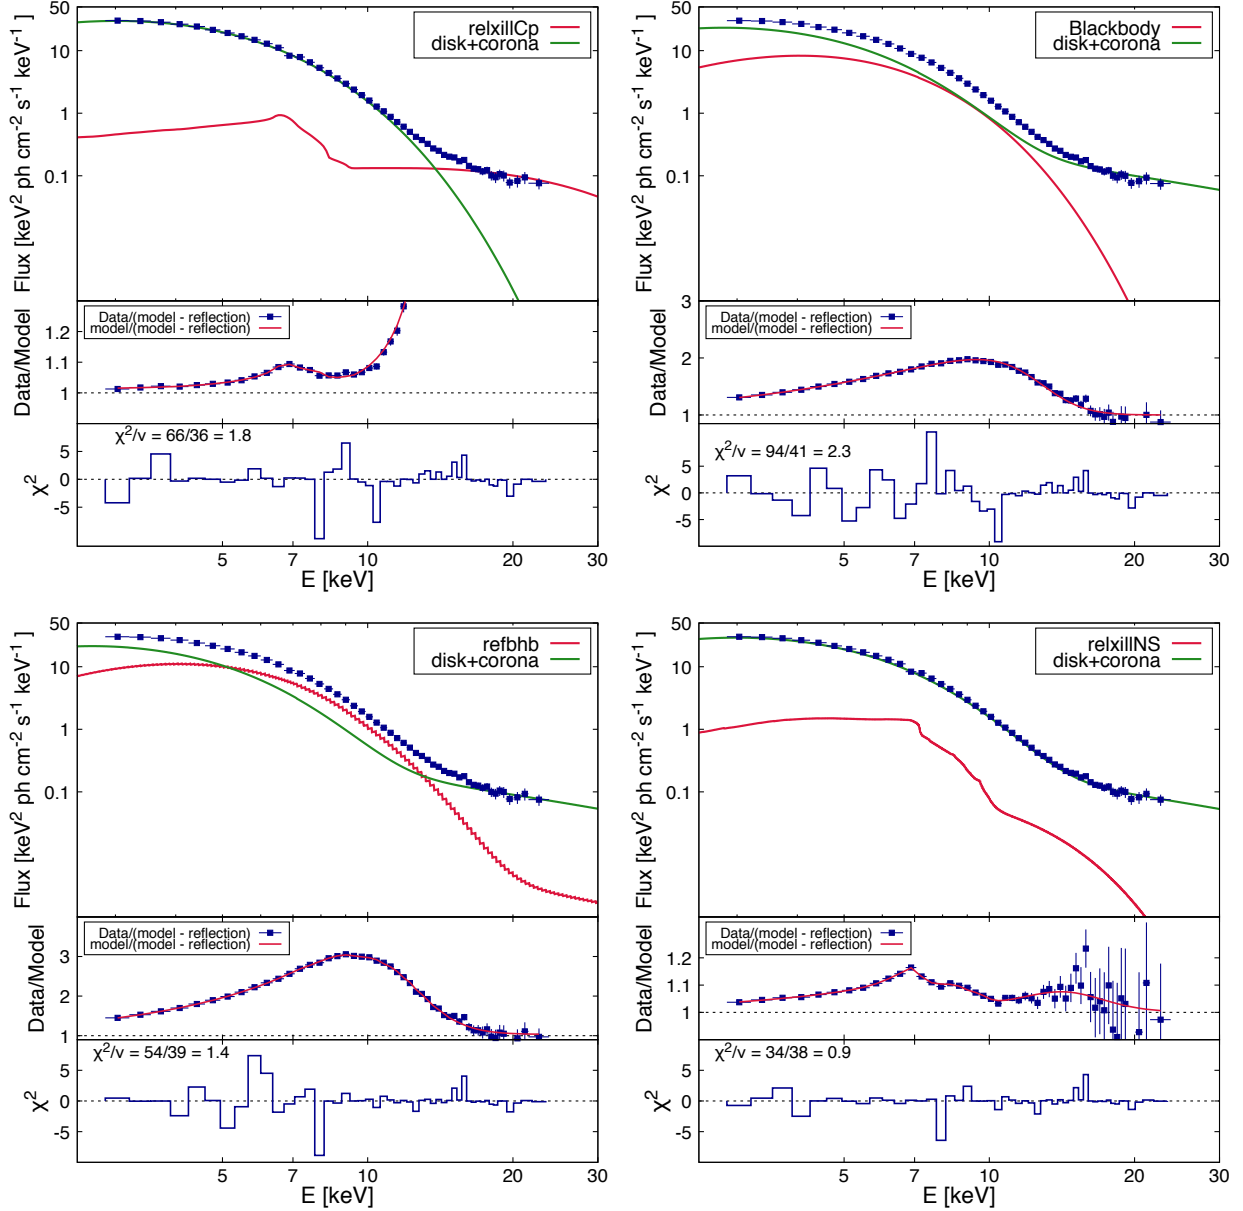 50
10
1
0.1
Flux [keV² ph cm⁻² s⁻¹ keV⁻¹ ]
relxillCp
disk+corona
1.2
1.1
1
Data/Model
Data/(model - reflection)
model/(model - reflection)
χ²/ν = 66/36 = 1.8
5
0
-5
χ²
5
7
10
20
30
E [keV]
50
10
1
0.1
Flux [keV² ph cm⁻² s⁻¹ keV⁻¹ ]
Blackbody
disk+corona
3
2
1
Data/Model
Data/(model - reflection)
model/(model - reflection)
χ²/ν = 94/41 = 2.3
5
0
-5
χ²
5
7
10
20
30
E [keV]
50
10
1
0.1
Flux [keV² ph cm⁻² s⁻¹ keV⁻¹ ]
refbhb
disk+corona
3
2
1
Data/Model
Data/(model - reflection)
model/(model - reflection)
χ²/ν = 54/39 = 1.4
5
0
-5
χ²
5
7
10
20
30
E [keV]
50
10
1
0.1
Flux [keV² ph cm⁻² s⁻¹ keV⁻¹ ]
relxillNS
disk+corona
1.2
1.1
1
Data/Model
Data/(model - reflection)
model/(model - reflection)
χ²/ν = 34/38 = 0.9
5
0
-5
χ²
5
7
10
20
30
E [keV]